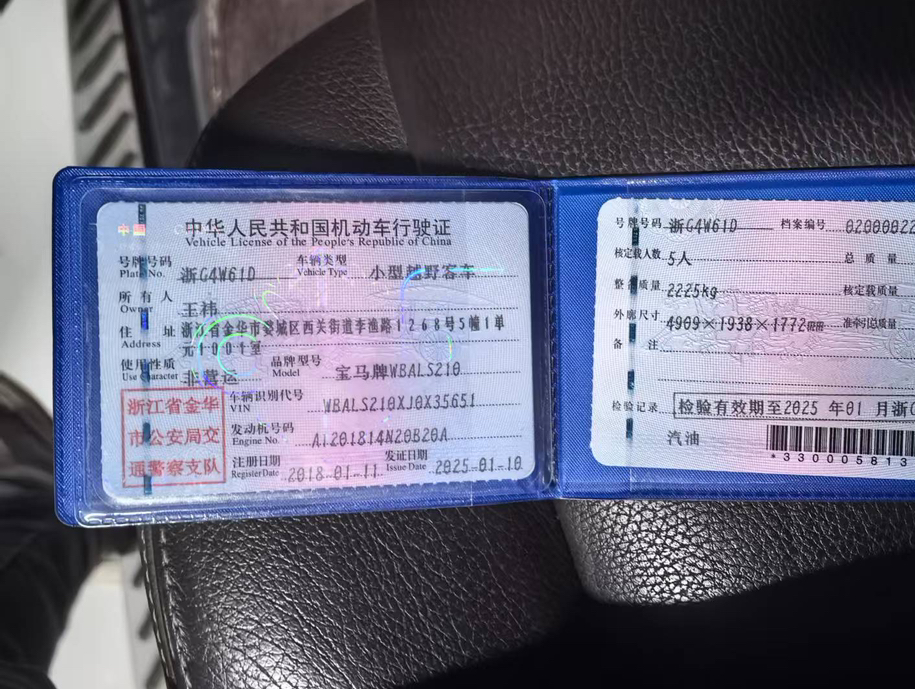 中华人民共和国机动车行驶证
Vehicle License of the People's Republic of China
号牌号码 浙G4W61D 车辆类型 小型越野客车
Plate No. Vehicle Type
所有人 王祎
Owner
住址 浙江省金华市婺城区西关街道李渔路1268号5幢1单
Address 元1001室
使用性质 非营运 品牌型号 宝马牌WBALS210
Use Character Model
浙江省金华
市公安局交
通警察支队
车辆识别代号 WBALS210XJ0X35651
VIN
发动机号码 A1201814N20B20A
Engine No.
注册日期 2018-01-11 发证日期 2025-01-10
Register Date Issue Date
号牌号码 浙G4W61D 档案编号
核定载人数 5人 总质量
整备质量 2225kg 核定载质量
外廓尺寸 4909×1938×1772mm 准牵引总质量
备注
检验记录 检验有效期至2025年01月浙
汽油
*330005813